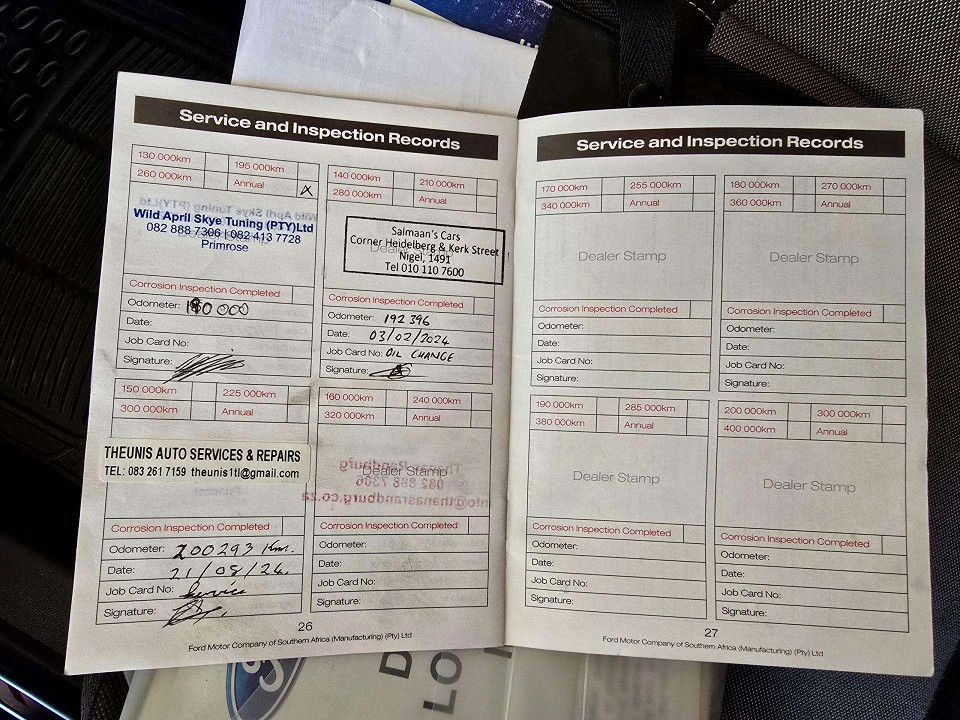 Service and Inspection Records
130 000km 195 000km
260 000km Annual X
Wild April Skye Tuning (PTY)Ltd
082 888 7306 | 082 413 7728
Primrose
Corrosion Inspection Completed
Odometer: 180 000
Date:
Job Card No:
Signature:
140 000km 210 000km
280 000km Annual
Salmaan's Cars
Corner Heidelberg & Kerk Street
Nigel, 1491
Tel 010 110 7600
Corrosion Inspection Completed
Odometer: 192 396
Date: 03/02/2024
Job Card No: OIL CHANGE
Signature:
150 000km 225 000km
300 000km Annual
THEUNIS AUTO SERVICES & REPAIRS
TEL: 083 261 7159 theunis1tl@gmail.com
Corrosion Inspection Completed
Odometer: 200293 Km.
Date: 21/08/24.
Job Card No: Service
Signature:
160 000km 240 000km
320 000km Annual
Dealer Stamp
Randburg
082 888 7306
info@thanasrandburg.co.za
Corrosion Inspection Completed
Odometer:
Date:
Job Card No:
Signature:
26
Ford Motor Company of Southern Africa (Manufacturing) (Pty) Ltd
Service and Inspection Records
170 000km 255 000km
340 000km Annual
Dealer Stamp
Corrosion Inspection Completed
Odometer:
Date:
Job Card No:
Signature:
180 000km 270 000km
360 000km Annual
Dealer Stamp
Corrosion Inspection Completed
Odometer:
Date:
Job Card No:
Signature:
190 000km 285 000km
380 000km Annual
Dealer Stamp
Corrosion Inspection Completed
Odometer:
Date:
Job Card No:
Signature:
200 000km 300 000km
400 000km Annual
Dealer Stamp
Corrosion Inspection Completed
Odometer:
Date:
Job Card No:
Signature:
27
Ford Motor Company of Southern Africa (Manufacturing) (Pty) Ltd